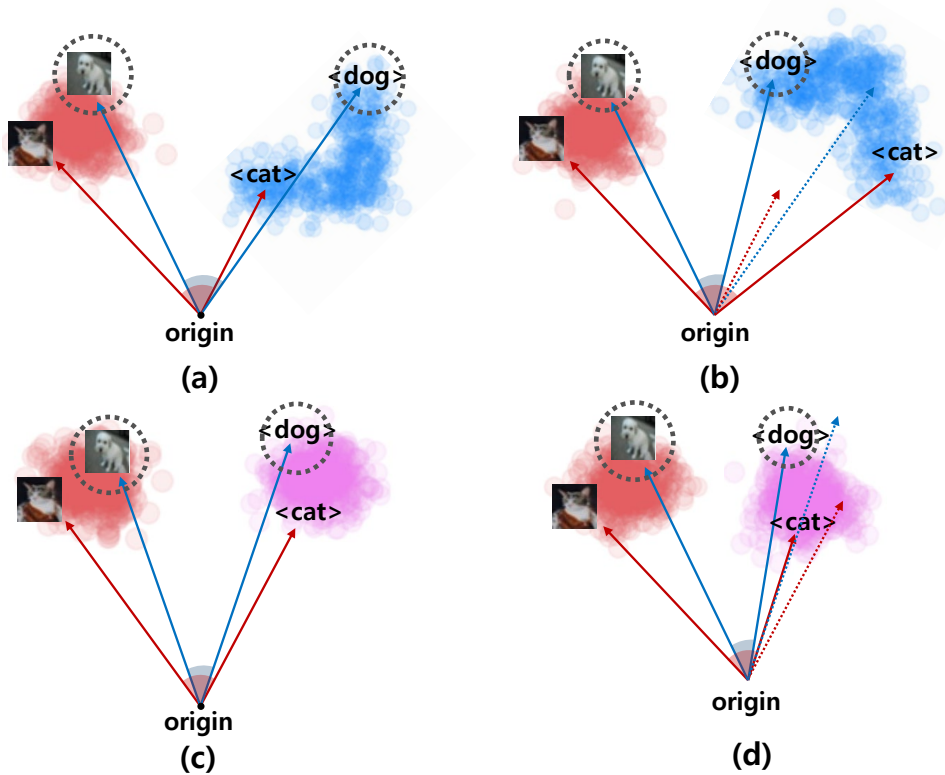 <dog>
<cat>
origin
(a)
<dog>
<cat>
origin
(b)
<dog>
<cat>
origin
(c)
<dog>
<cat>
origin
(d)